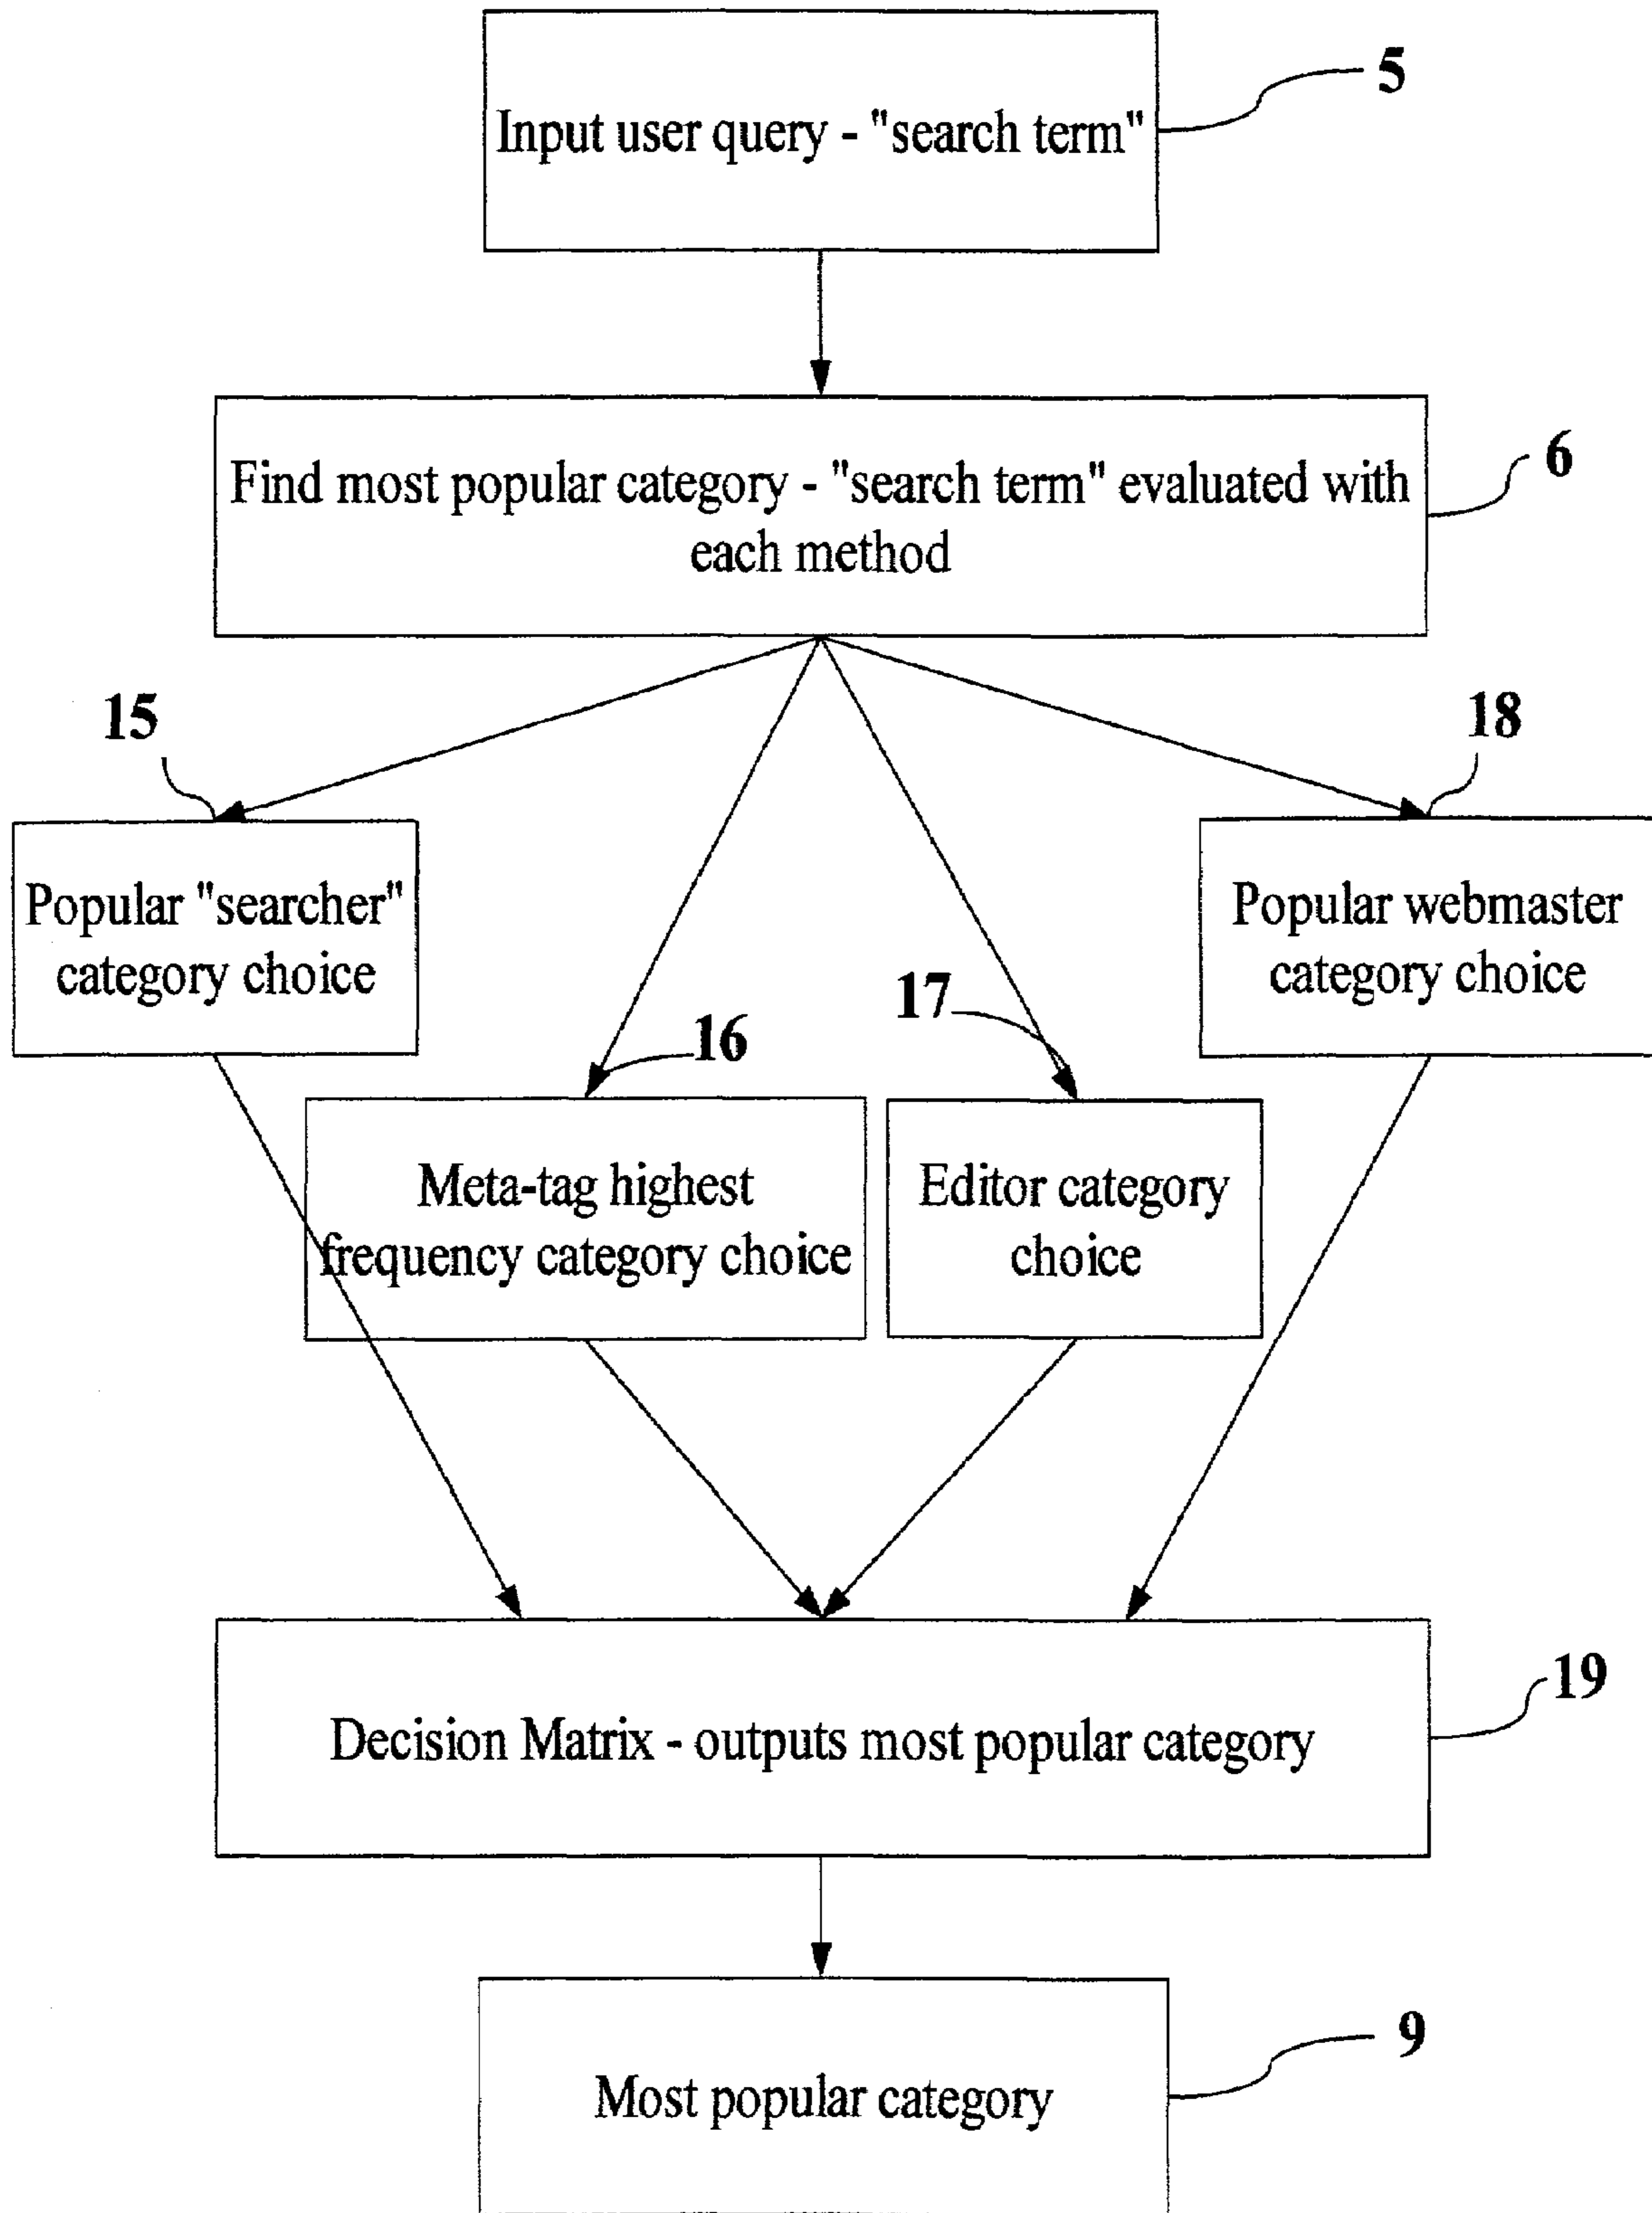 5
Input user query - "search term"
6
Find most popular category - "search term" evaluated with
each method
15
18
Popular "searcher"
category choice
Popular webmaster
category choice
17
16
Meta-tag highest
frequency category choice
Editor category
choice
19
Decision Matrix - outputs most popular category
9
Most popular category